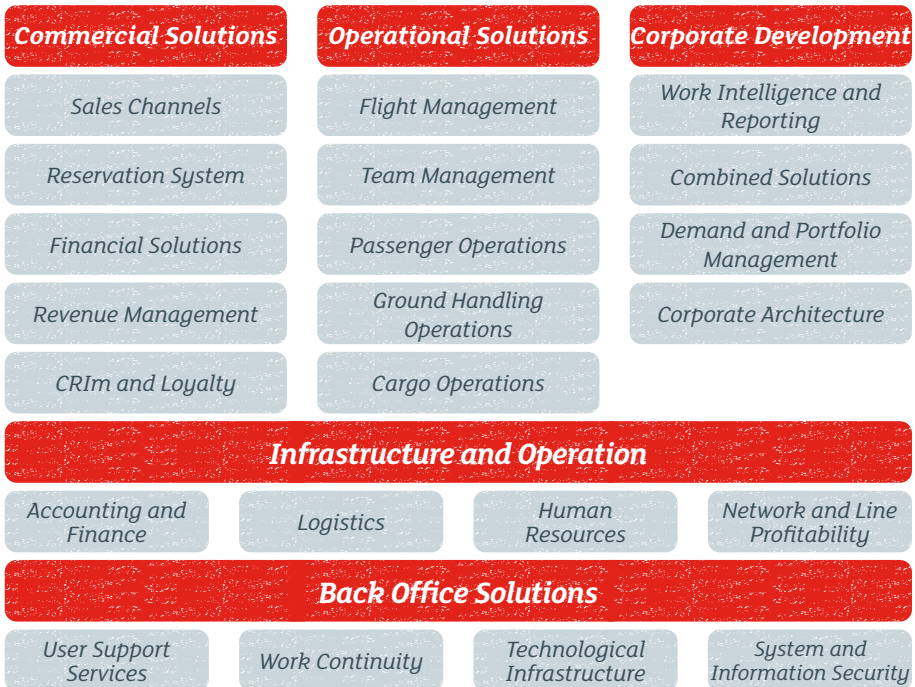 Commercial Solutions
Sales Channels
Reservation System
Financial Solutions
Revenue Management
CRIm and Loyalty
Operational Solutions
Flight Management
Team Management
Passenger Operations
Ground Handling
Operations
Cargo Operations
Corporate Development
Work Intelligence and
Reporting
Combined Solutions
Demand and Portfolio
Management
Corporate Architecture
Infrastructure and Operation
Accounting and
Finance
Logistics
Human
Resources
Network and Line
Profitability
Back Office Solutions
User Support
Services
Work Continuity
Technological
Infrastructure
System and
Information Security